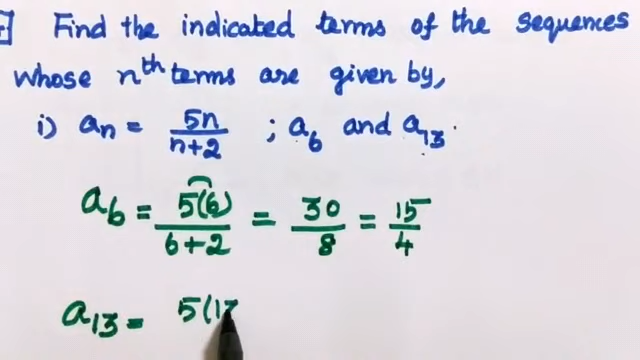 Find the indicated terms of the sequences
whose nth terms are given by,
i) an = 5n/n+2 ; a6 and a13.
a6 = 5(6)/6+2 = 30/8 = 15/4
a13 = 5(13